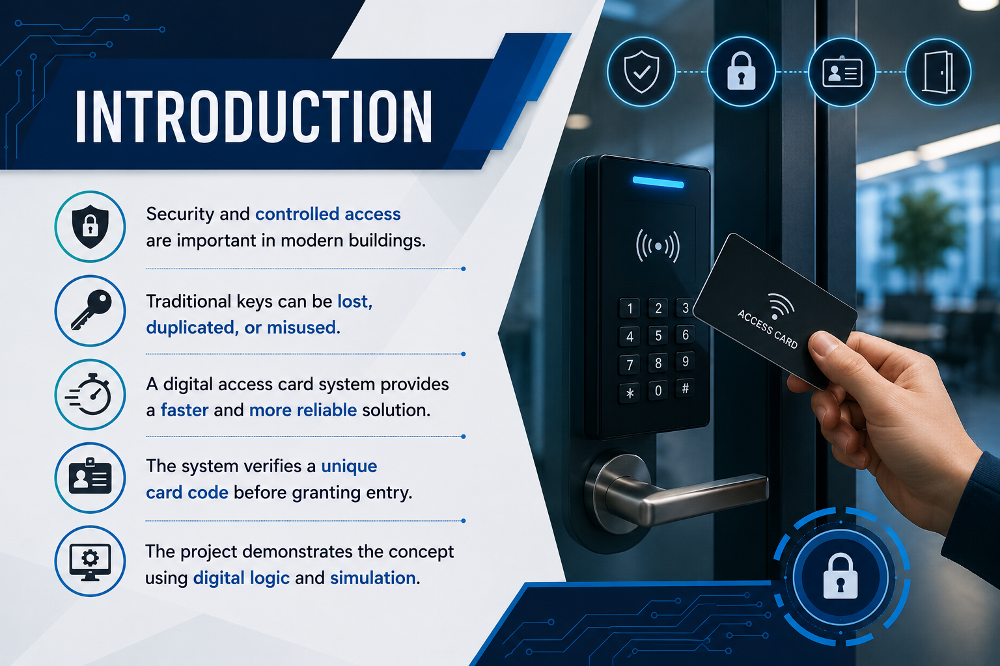 INTRODUCTION
Security and controlled access
are important in modern buildings.
Traditional keys can be lost,
duplicated, or misused.
A digital access card system provides
a faster and more reliable solution.
The system verifies a unique
card code before granting entry.
The project demonstrates the concept
using digital logic and simulation.
1 2 3
4 5 6
7 8 9
* 0 #
ACCESS CARD